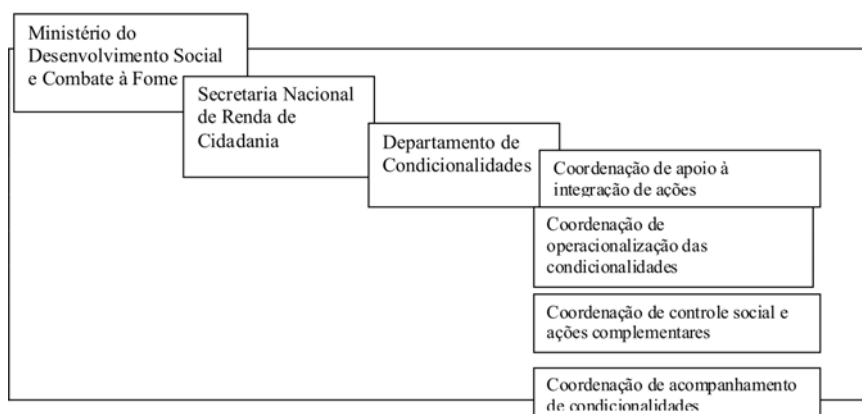 Ministério do
Desenvolvimento Social
e Combate à Fome
Secretaria Nacional
de Renda de
Cidadania
Departamento de
Condicionalidades
Coordenação de apoio à
integração de ações
Coordenação de
operacionalização das
condicionalidades
Coordenação de controle social e
ações complementares
Coordenação de acompanhamento
de condicionalidades